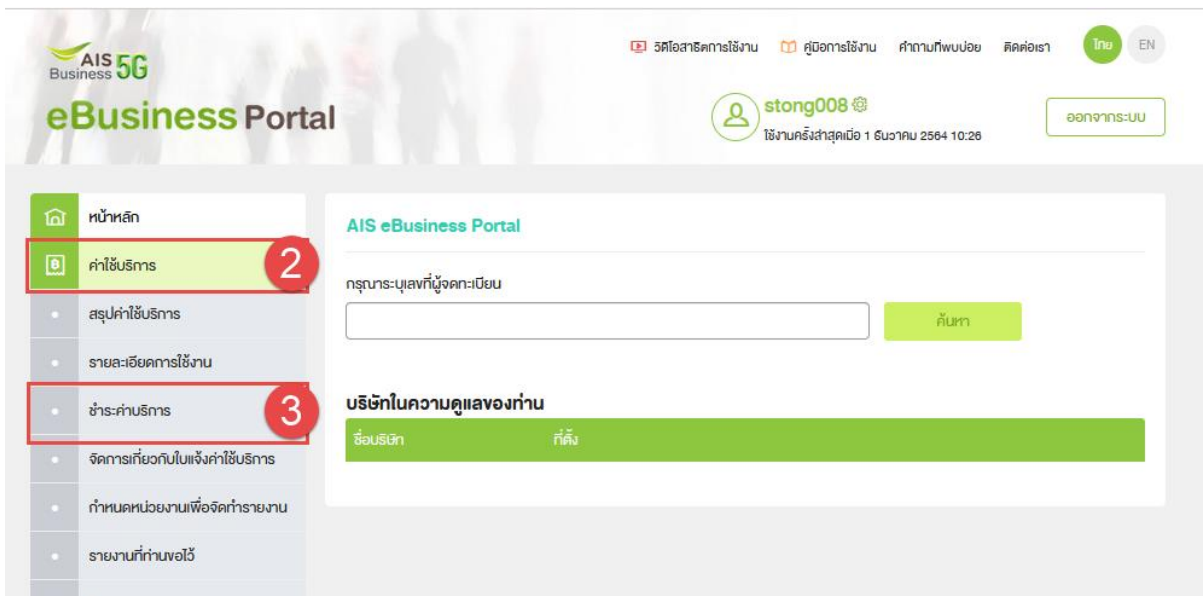 วิดีโอสาธิตการใช้งาน คู่มือการใช้งาน คำถามที่พบบ่อย ติดต่อเรา ไทย EN
AIS
Business 5G
eBusiness Portal
stong008
ใช้งานครั้งล่าสุดเมื่อ 1 ธันวาคม 2564 10:26
ออกจากระบบ
หน้าหลัก
ค่าใช้บริการ 2
สรุปค่าใช้บริการ
รายละเอียดการใช้งาน
ชำระค่าบริการ 3
จัดการเกี่ยวกับใบแจ้งค่าใช้บริการ
กำหนดหน่วยงานเพื่อจัดทำรายงาน
รายงานที่ท่านขอไว้
AIS eBusiness Portal
กรุณาระบุเลขที่ผู้จดทะเบียน
ค้นหา
บริษัทในความดูแลของท่าน
ชื่อบริษัท ที่ตั้ง